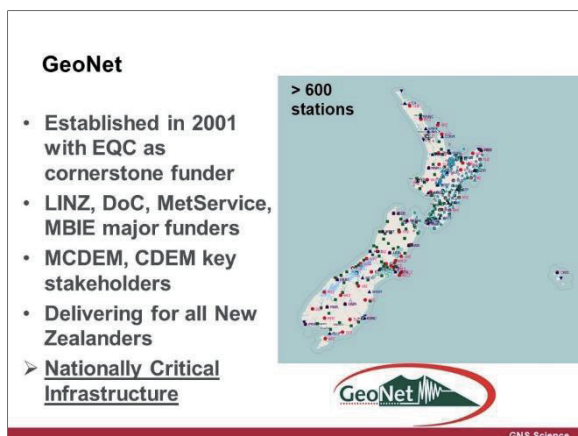 GeoNet
> 600
stations
• Established in 2001
with EQC as
cornerstone funder
• LINZ, DoC, MetService,
MBIE major funders
• MCDEM, CDEM key
stakeholders
• Delivering for all New
Zealanders
➢ Nationally Critical
Infrastructure
GeoNet
GNS Science